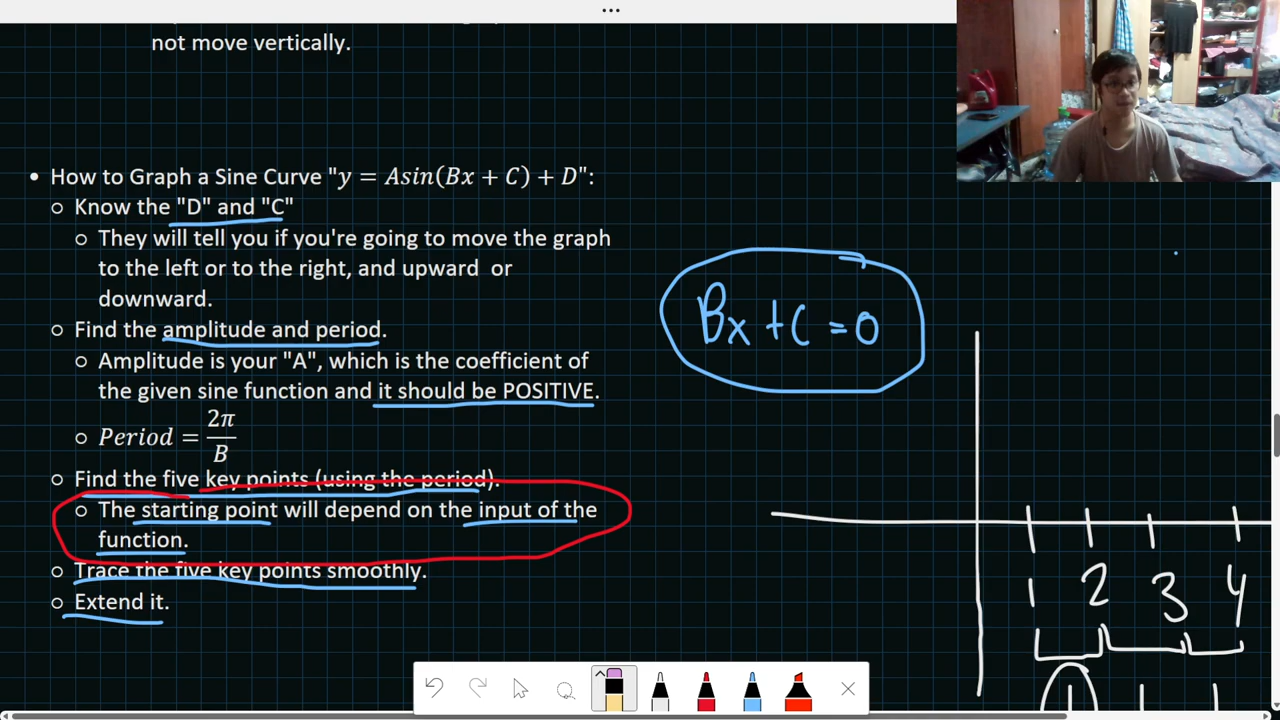 not move vertically.
• How to Graph a Sine Curve "y = Asin(Bx + C) + D":
○ Know the "D" and "C"
○ They will tell you if you're going to move the graph
to the left or to the right, and upward or
downward.
○ Find the amplitude and period.
○ Amplitude is your "A", which is the coefficient of
the given sine function and it should be POSITIVE.
○ Period = 2π/B
○ Find the five key points (using the period).
○ The starting point will depend on the input of the
function.
○ Trace the five key points smoothly.
○ Extend it.
Bx + C = 0
1 2 3 4
1 1 1